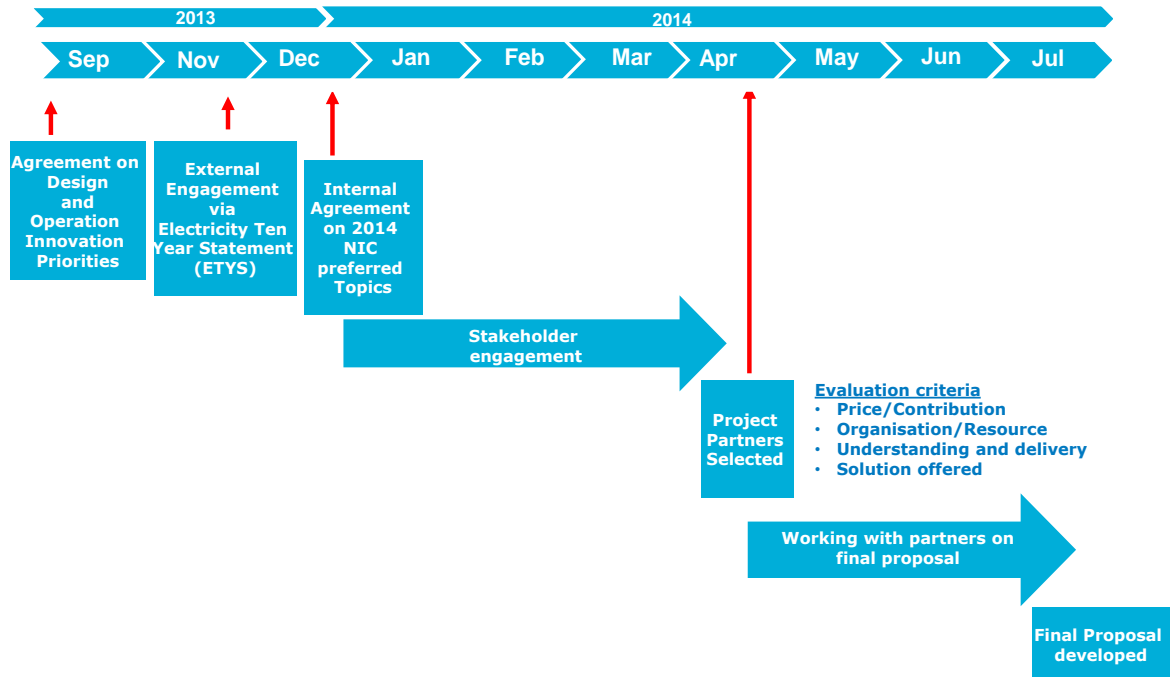 2013
2014
Sep
Nov
Dec
Jan
Feb
Mar
Apr
May
Jun
Jul
Agreement on
Design
and
Operation
Innovation
Priorities
External
Engagement
via
Electricity Ten
Year Statement
(ETYS)
Internal
Agreement
on 2014
NIC
preferred
Topics
Stakeholder
engagement
Project
Partners
Selected
Evaluation criteria
• Price/Contribution
• Organisation/Resource
• Understanding and delivery
• Solution offered
Working with partners on
final proposal
Final Proposal
developed